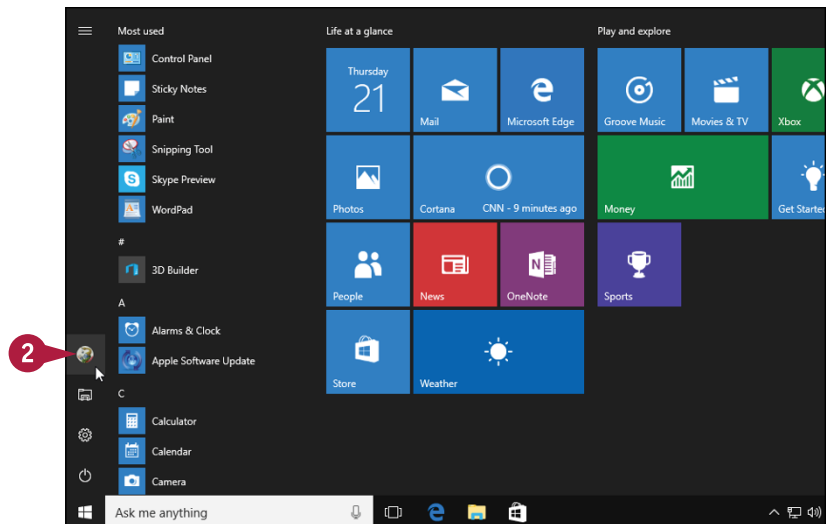 Most used
Control Panel
Sticky Notes
Paint
Snipping Tool
Skype Preview
WordPad
#
3D Builder
A
Alarms & Clock
Apple Software Update
C
Calculator
Calendar
Camera
Life at a glance
Thursday
21
Mail
Microsoft Edge
Photos
Cortana CNN - 9 minutes ago
People
News
OneNote
Store
Weather
Play and explore
Groove Music
Movies & TV
Xbox
Money
Get Started
Sports
2
Ask me anything